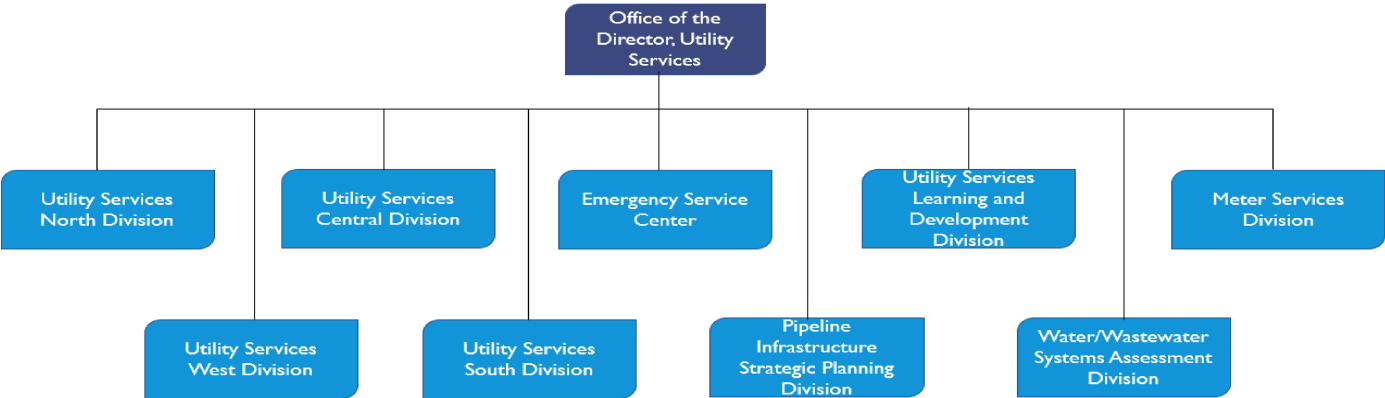 Office of the
Director, Utility
Services
Utility Services
North Division
Utility Services
Central Division
Emergency Service
Center
Utility Services
Learning and
Development
Division
Meter Services
Division
Utility Services
West Division
Utility Services
South Division
Pipeline
Infrastructure
Strategic Planning
Division
Water/Wastewater
Systems Assessment
Division